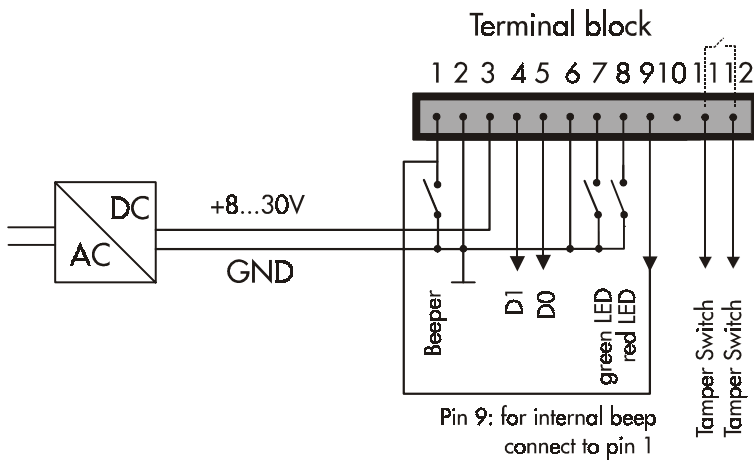 Terminal block
1 2 3 4 5 6 7 8 9 10 11 12
DC
AC
+8...30V
GND
Beeper
D1
D0
green LED
red LED
Tamper Switch
Tamper Switch
Pin 9: for internal beep
connect to pin 1